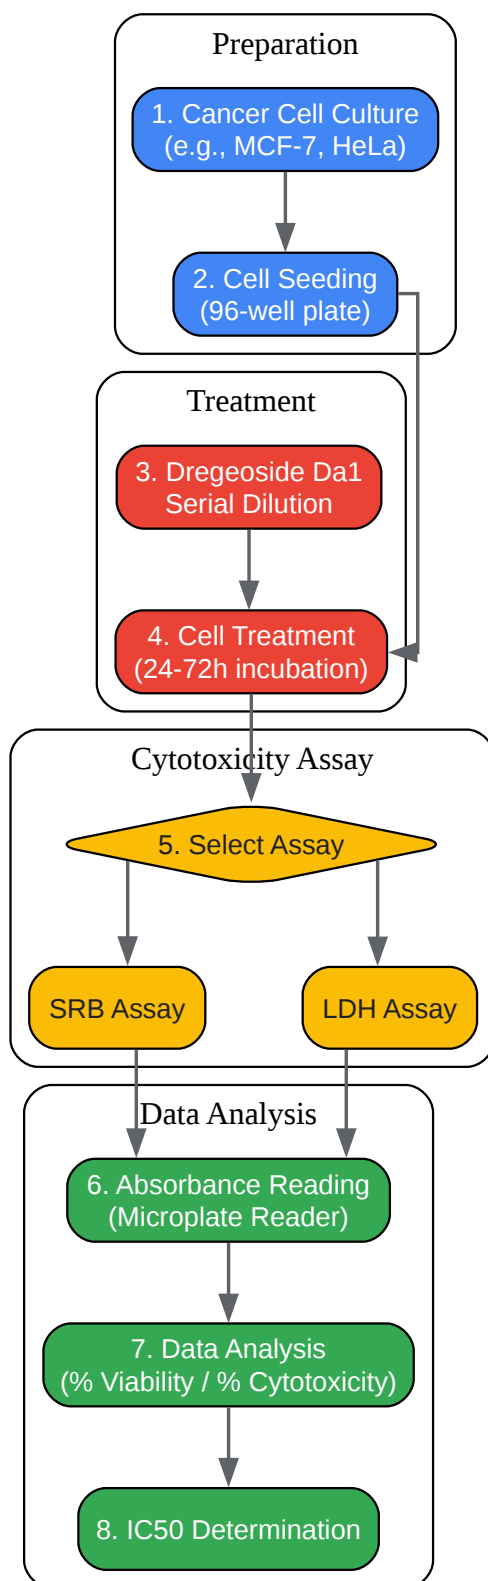 Preparation
1. Cancer Cell Culture
(e.g., MCF-7, HeLa)
2. Cell Seeding
(96-well plate)
Treatment
3. Dregeoside Da1
Serial Dilution
4. Cell Treatment
(24-72h incubation)
Cytotoxicity Assay
5. Select Assay
SRB Assay
LDH Assay
Data Analysis
6. Absorbance Reading
(Microplate Reader)
7. Data Analysis
(% Viability / % Cytotoxicity)
8. IC50 Determination